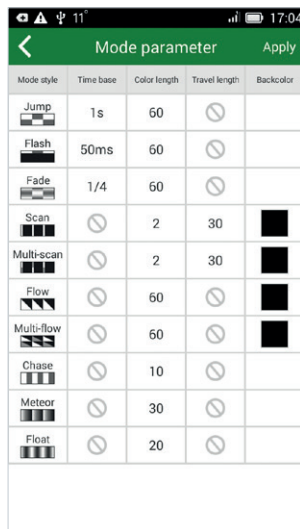 11° 17:04
Mode parameter Apply
Mode style Time base Color length Travel length Backcolor
Jump 1s 60
Flash 50ms 60
Fade 1/4 60
Scan 2 30
Multi-scan 2 30
Flow 60
Multi-flow 60
Chase 10
Meteor 30
Float 20